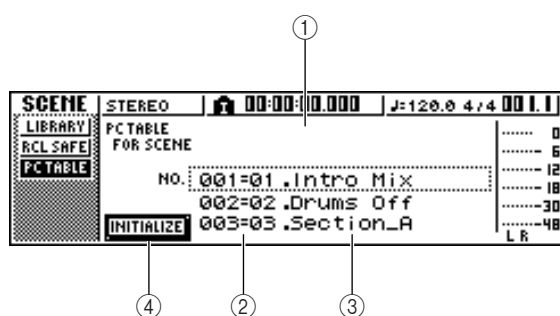 ①
SCENE STEREO 00:00:00.000 ♩=120.0 4/4 001.1
LIBRARY
RCL SAFE
PC TABLE
PC TABLE
FOR SCENE
NO. 001=01.Intro Mix
002=02.Drums Off
003=03.Section_A
INITIALIZE
0
6
12
18
30
48
L R
④ ② ③